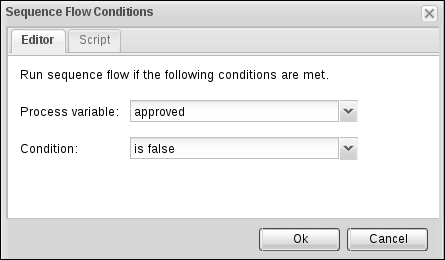 Sequence Flow Conditions
Editor Script
Run sequence flow if the following conditions are met.
Process variable: approved
Condition: is false
Ok Cancel